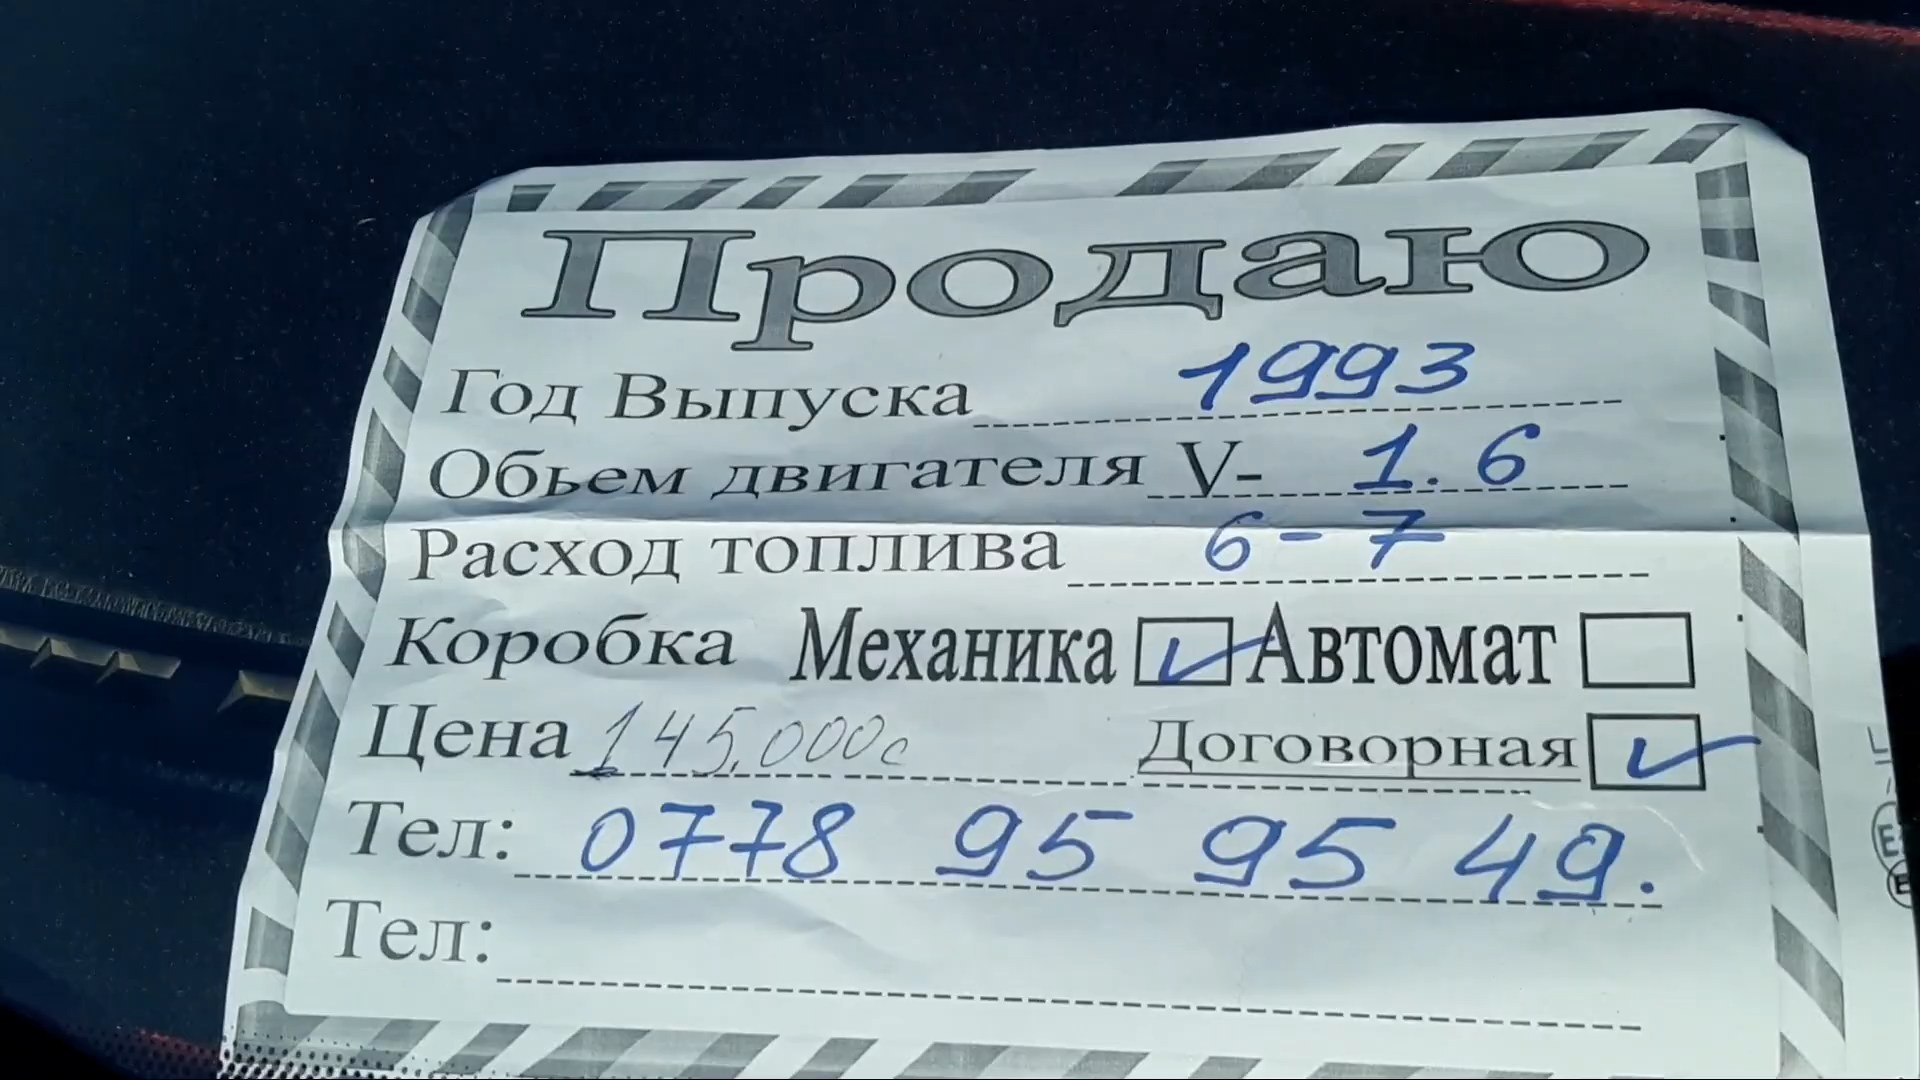 Продаю
Год Выпуска 1993
Обьем двигателя V- 1.6
Расход топлива 6-7
Коробка Механика ✓ Автомат
Цена 145.000с Договорная ✓
Тел: 0778 95 95 49.
Тел: